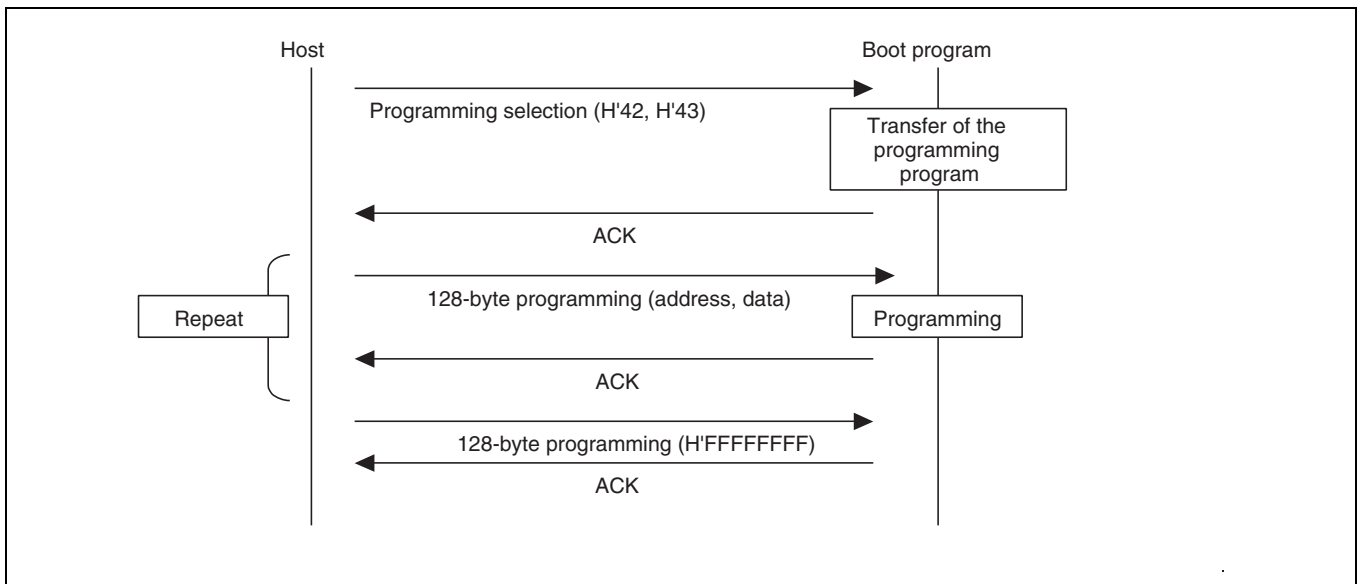 Host
Boot program
Programming selection (H'42, H'43)
Transfer of the
programming
program
ACK
128-byte programming (address, data)
Repeat
Programming
ACK
128-byte programming (H'FFFFFFFF)
ACK